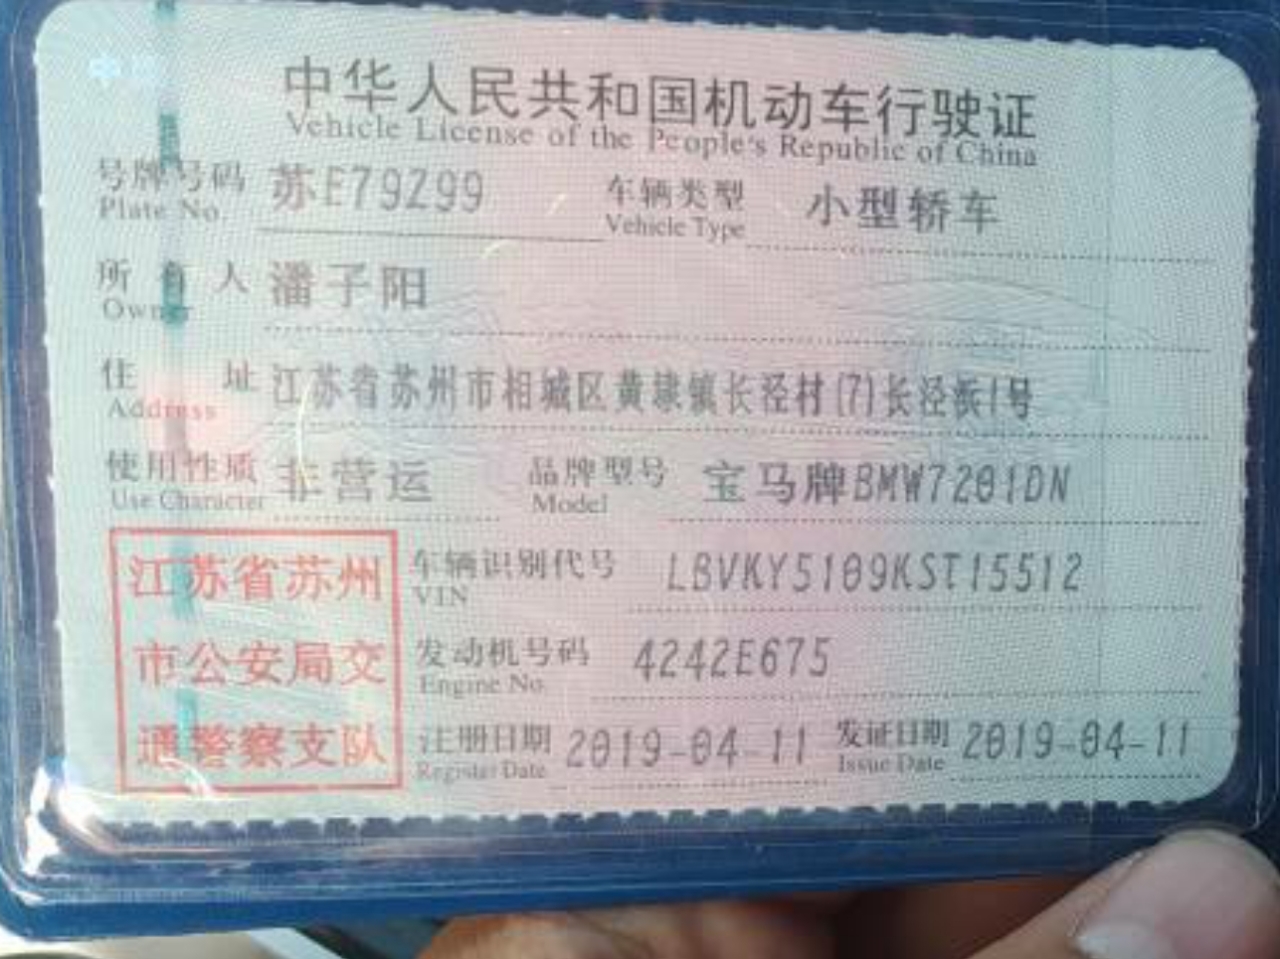 中华人民共和国机动车行驶证
Vehicle License of the People's Republic of China
号牌号码 苏E79Z99 车辆类型 小型轿车
Plate No. Vehicle Type
所有人 潘子阳
Owner
住址 江苏省苏州市相城区黄埭镇长泾村(7)长泾浜1号
Address
使用性质 非营运 品牌型号 宝马牌BMW7201DN
Use Character Model
江苏省苏州 车辆识别代号 LBVKY5109KST15512
VIN
市公安局交 发动机号码 4242E675
Engine No.
通警察支队 注册日期 2019-04-11 发证日期 2019-04-11
Register Date Issue Date